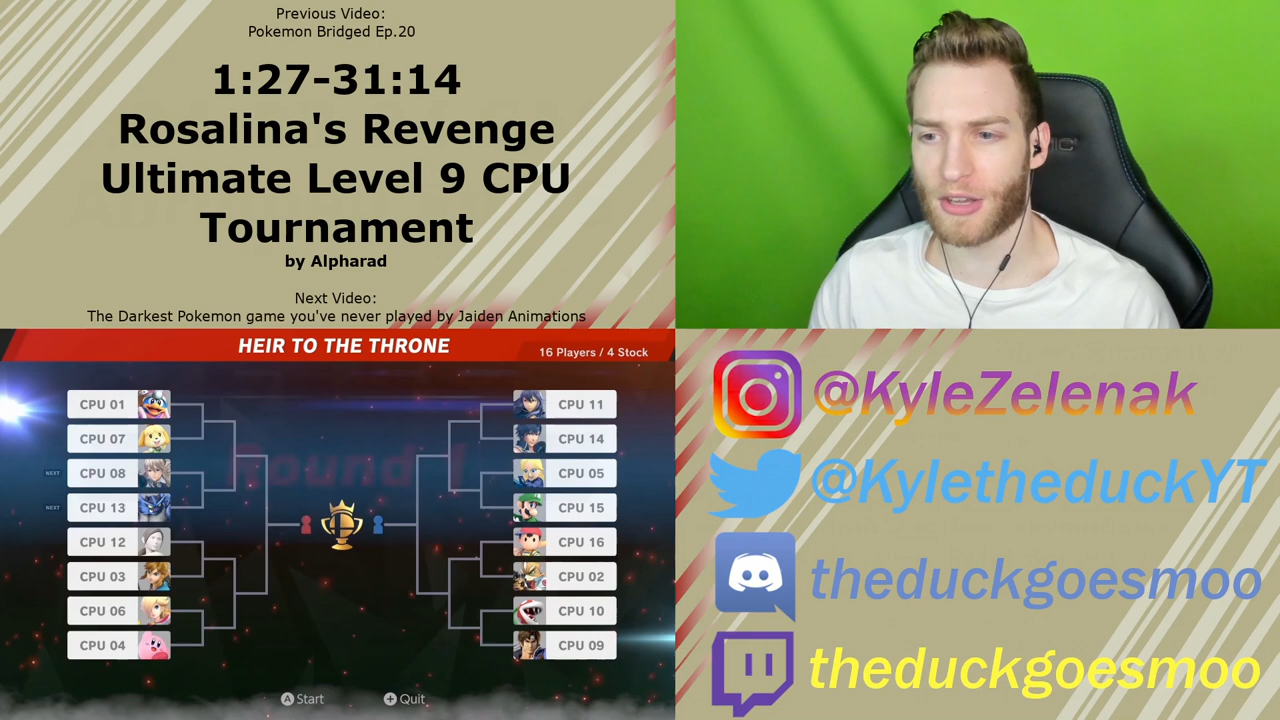 Previous Video:
Pokemon Bridged Ep.20
1:27-31:14
Rosalina's Revenge
Ultimate Level 9 CPU
Tournament
by Alpharad
Next Video:
The Darkest Pokemon game you've never played by Jaiden Animations
HEIR TO THE THRONE
16 Players / 4 Stock
CPU 01
CPU 07
NEXT CPU 08
NEXT CPU 13
CPU 12
CPU 03
CPU 06
CPU 04
CPU 11
CPU 14
CPU 05
CPU 15
CPU 16
CPU 02
CPU 10
CPU 09
Round 1
A Start
+ Quit
@KyleZelenak
@KyletheduckYT
theduckgoesmoo
theduckgoesmoo